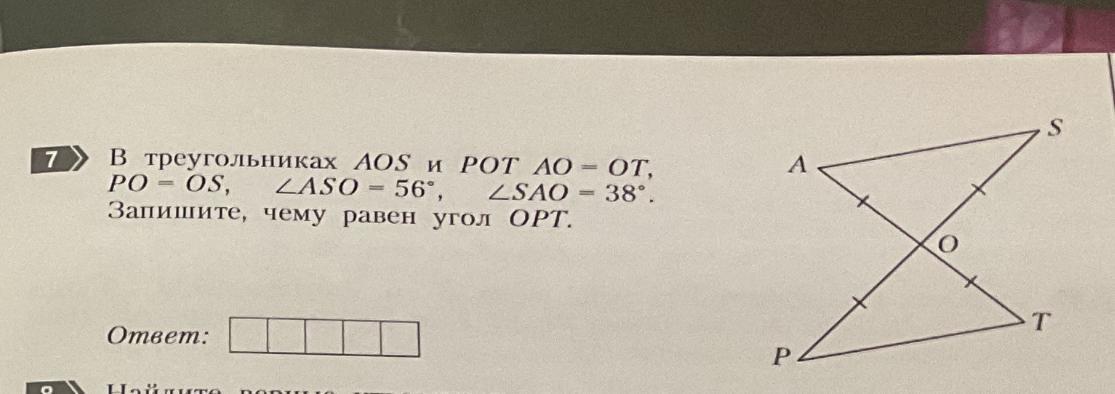 7 В треугольниках AOS и POT AO = OT,
PO = OS, ∠ASO = 56°, ∠SAO = 38°.
Запишите, чему равен угол OPT.
Ответ:
A
S
O
T
P